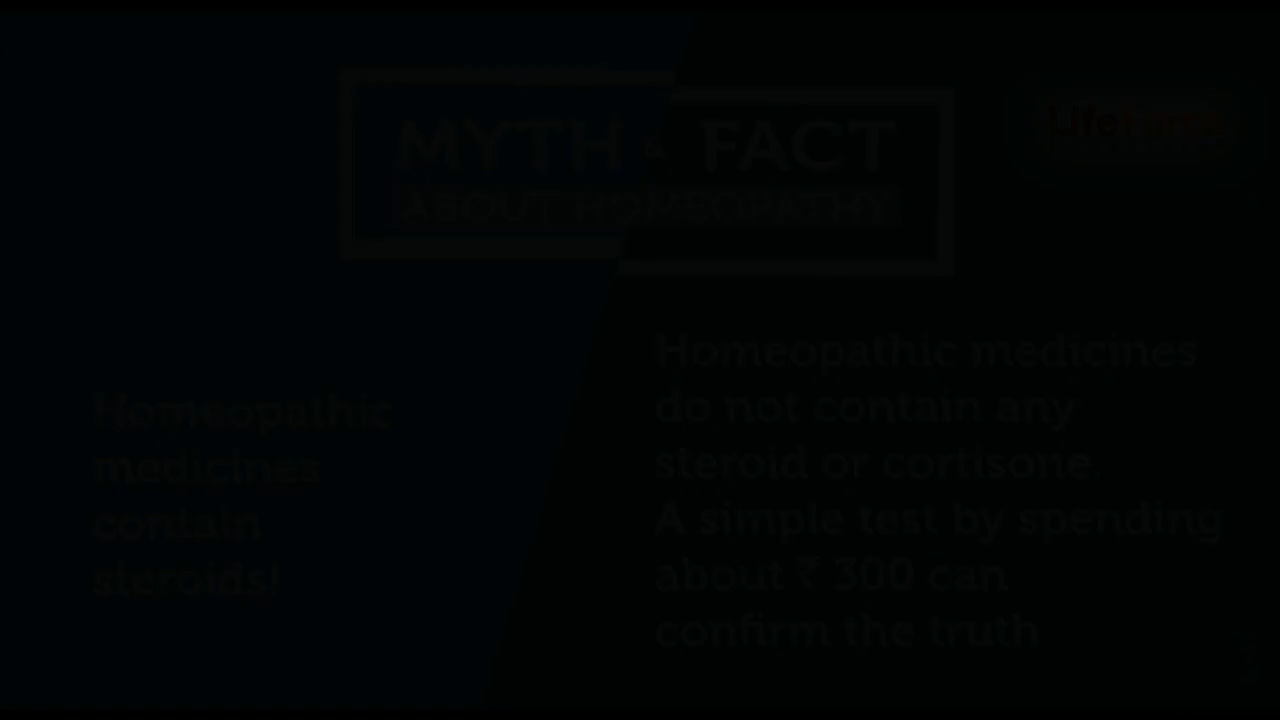 MYTH & FACT
ABOUT HOMEOPATHY
LifeForce
Homeopathic
medicines
contain
steroids!
Homeopathic medicines
do not contain any
steroid or cortisone.
A simple test by spending
about ₹ 300 can
confirm the truth